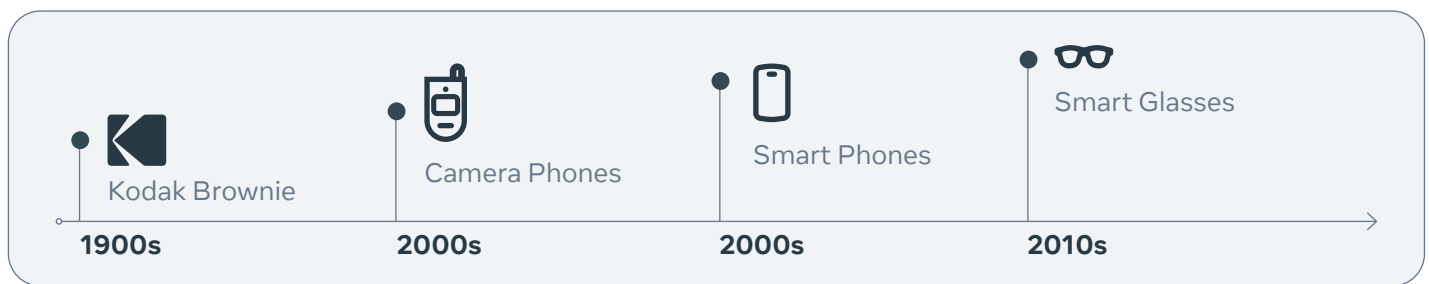 Kodak Brownie
Camera Phones
Smart Phones
Smart Glasses
1900s
2000s
2000s
2010s